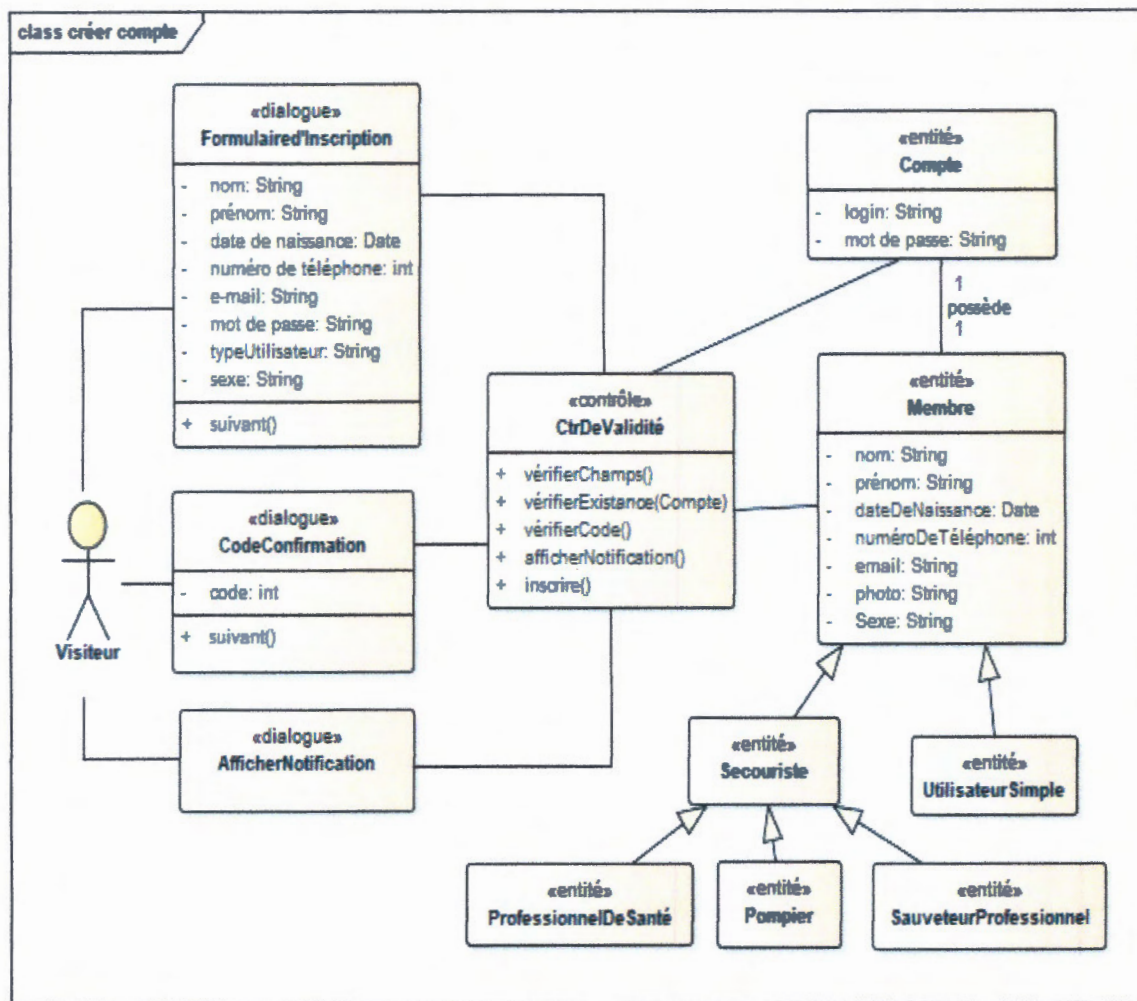 class créer compte
«dialogue»
Formulaired'Inscription
- nom: String
- prénom: String
- date de naissance: Date
- numéro de téléphone: int
- e-mail: String
- mot de passe: String
- typeUtilisateur: String
- sexe: String
+ suivant()
«entité»
Compte
- login: String
- mot de passe: String
1
possède
1
«contrôle»
CtrDeValidité
+ vérifierChamps()
+ vérifierExistance(Compte)
+ vérifierCode()
+ afficherNotification()
+ inscrire()
«entité»
Membre
- nom: String
- prénom: String
- dateDeNaissance: Date
- numéroDeTéléphone: int
- email: String
- photo: String
- Sexe: String
Visiteur
«dialogue»
CodeConfirmation
- code: int
+ suivant()
«dialogue»
AfficherNotification
«entité»
Secouriste
«entité»
UtilisateurSimple
«entité»
ProfessionnelDeSanté
«entité»
Pompier
«entité»
SauveteurProfessionnel